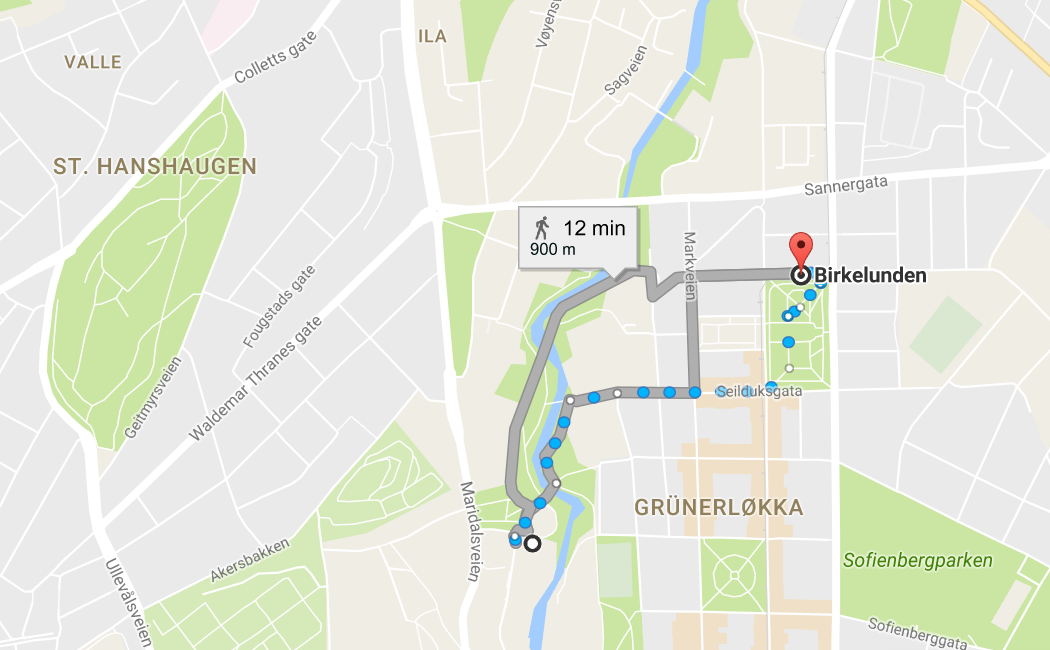 ILA
Vøyensv
VALLE
Colletts gate
Sagveien
ST. HANSHAUGEN
Sannergata
12 min
900 m
Markveien
Birkelunden
Fougstads gate
Waldemar Thranes gate
Geitmyrsveien
Seilduksgata
Maridalsveien
GRÜNERLØKKA
Akersbakken
Ullevålsveien
Sofienbergparken
Sofienberggata